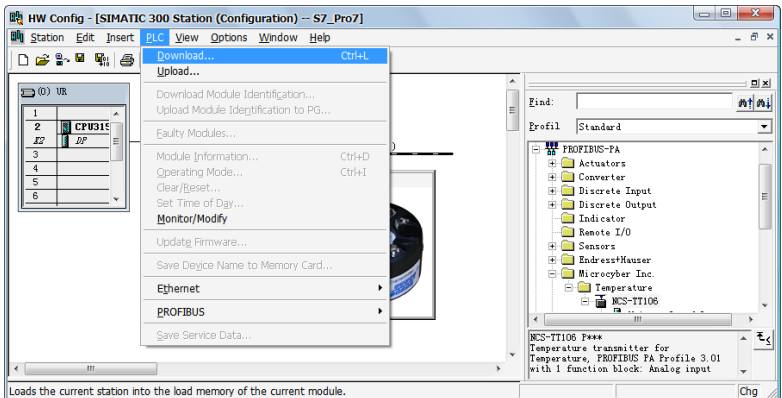 HW Config - [SIMATIC 300 Station (Configuration) -- S7_Pro7]
Station Edit Insert PLC View Options Window Help
Download... Ctrl+L
Upload...
Download Module Identification...
Upload Module Identification to PG...
Faulty Modules...
Module Information... Ctrl+D
Operating Mode... Ctrl+I
Clear/Reset...
Set Time of Day...
Monitor/Modify
Update Firmware...
Save Device Name to Memory Card...
Ethernet
PROFIBUS
Save Service Data...
(0) UR
1
2 CPU315
X2 DP
3
4
5
6
Find:
Profil Standard
PROFIBUS-PA
Actuators
Converter
Discrete Input
Discrete Output
Indicator
Remote I/O
Sensors
Endress+Hauser
Microcyber Inc.
Temperature
NCS-TT106
NCS-TT106 P***
Temperature transmitter for
Temperature, PROFIBUS PA Profile 3.01
with 1 function block: Analog input
Loads the current station into the load memory of the current module.
Chg